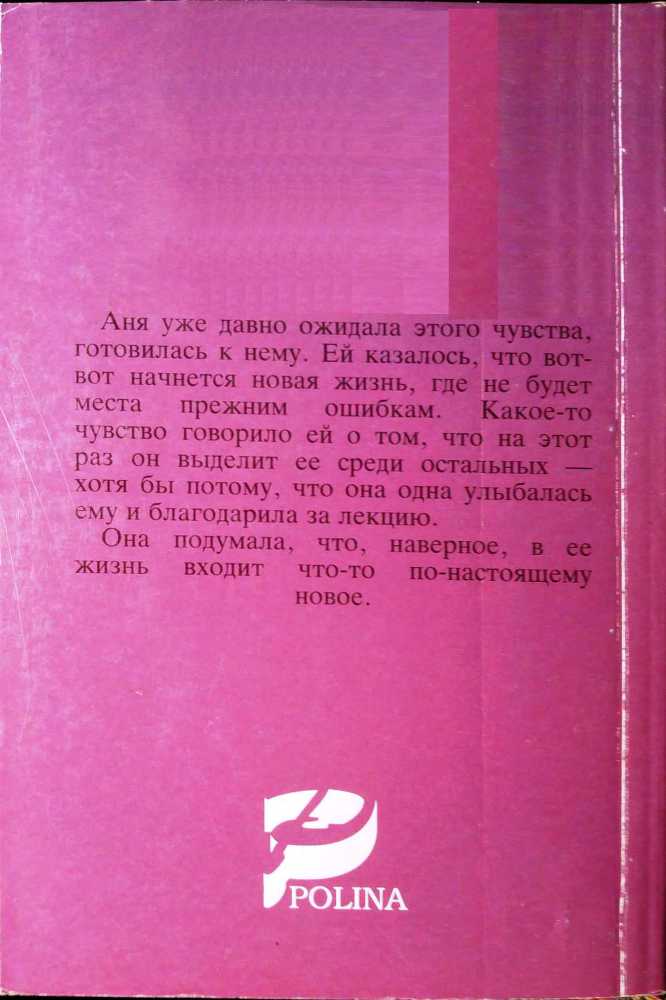 Аня уже давно ожидала этого чувства,
готовилась к нему. Ей казалось, что вот-
вот начнется новая жизнь, где не будет
места прежним ошибкам. Какое-то
чувство говорило ей о том, что на этот
раз он выделит ее среди остальных —
хотя бы потому, что она одна улыбалась
ему и благодарила за лекцию.
Она подумала, что, наверное, в ее
жизнь входит что-то по-настоящему
новое.
POLINA